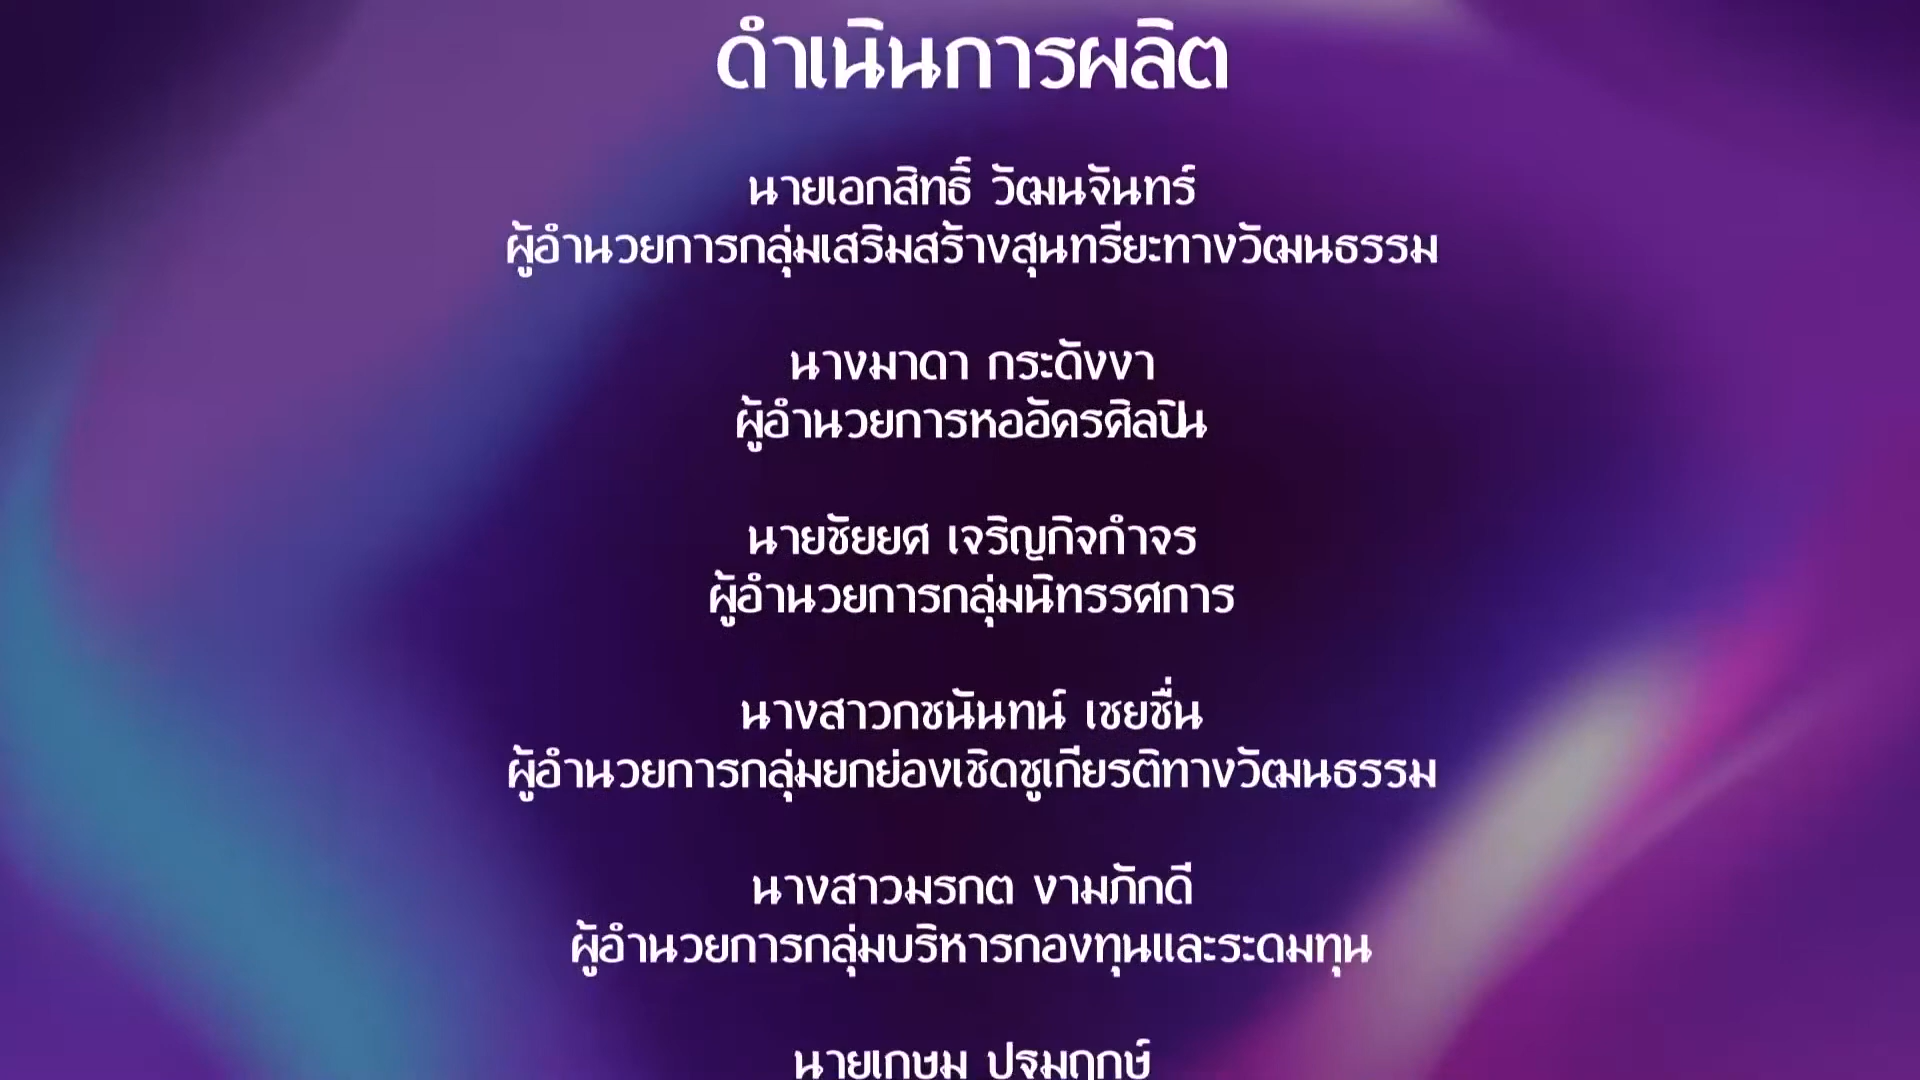 ดำเนินการผลิต
นายเอกสิทธิ์ วัฒนจันทร์
ผู้อำนวยการกลุ่มเสริมสร้างสุนทรียะทางวัฒนธรรม
นางมาดา กระดังงา
ผู้อำนวยการหออัครศิลปิน
นายชัยยศ เจริญกิจกำจร
ผู้อำนวยการกลุ่มนิทรรศการ
นางสาวกชนันทน์ เชยชื่น
ผู้อำนวยการกลุ่มยกย่องเชิดชูเกียรติทางวัฒนธรรม
นางสาวมรกต งามภักดี
ผู้อำนวยการกลุ่มบริหารกองทุนและระดมทุน
นายเกษม ปฐมฤกษ์